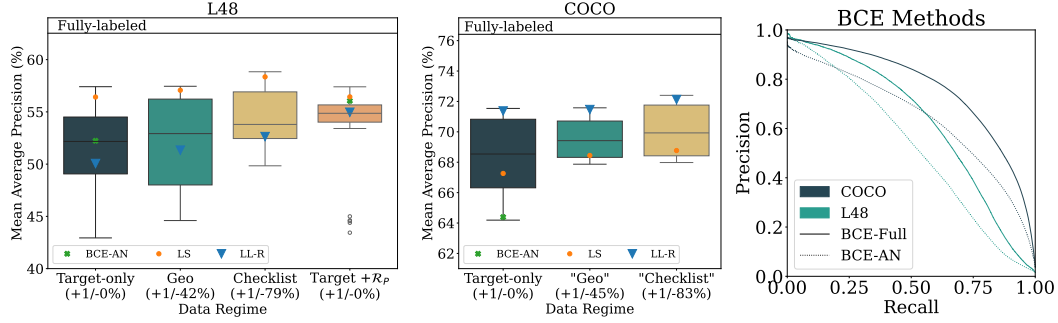 L48
Fully-labeled
Mean Average Precision (%)
60
55
50
45
40
BCE-AN
LS
LL-R
Target-only
(+1/-0%)
Geo
(+1/-42%)
Checklist
(+1/-79%)
Target +ℛ_P
(+1/-0%)
Data Regime
COCO
Fully-labeled
Mean Average Precision (%)
76
74
72
70
68
66
64
62
BCE-AN
LS
LL-R
Target-only
(+1/-0%)
"Geo"
(+1/-45%)
"Checklist"
(+1/-83%)
Data Regime
BCE Methods
Precision
1.0
0.8
0.6
0.4
0.2
0.0
COCO
L48
BCE-Full
BCE-AN
0.00
0.25
0.50
0.75
1.00
Recall